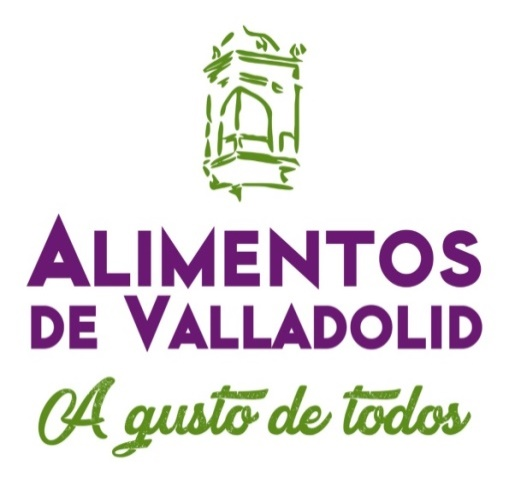 ALIMENTOS
DE VALLADOLID
A gusto de todos